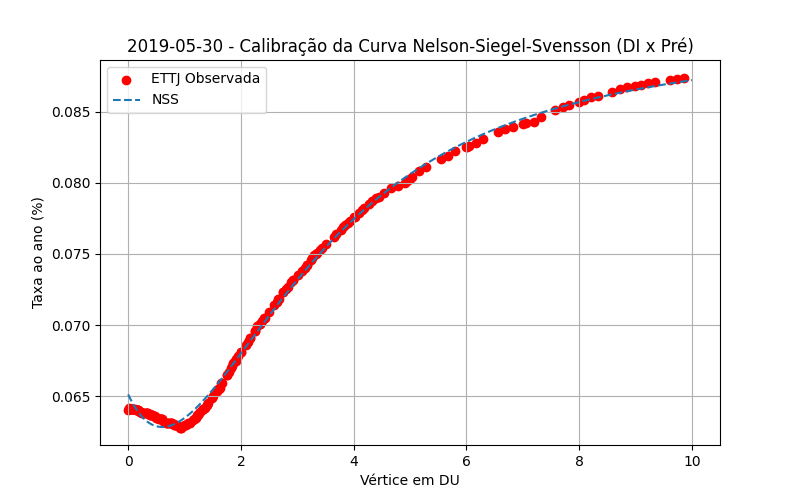 2019-05-30 - Calibração da Curva Nelson-Siegel-Svensson (DI x Pré)
ETTJ Observada
NSS
Taxa ao ano (%)
0.085
0.080
0.075
0.070
0.065
0 2 4 6 8 10
Vértice em DU